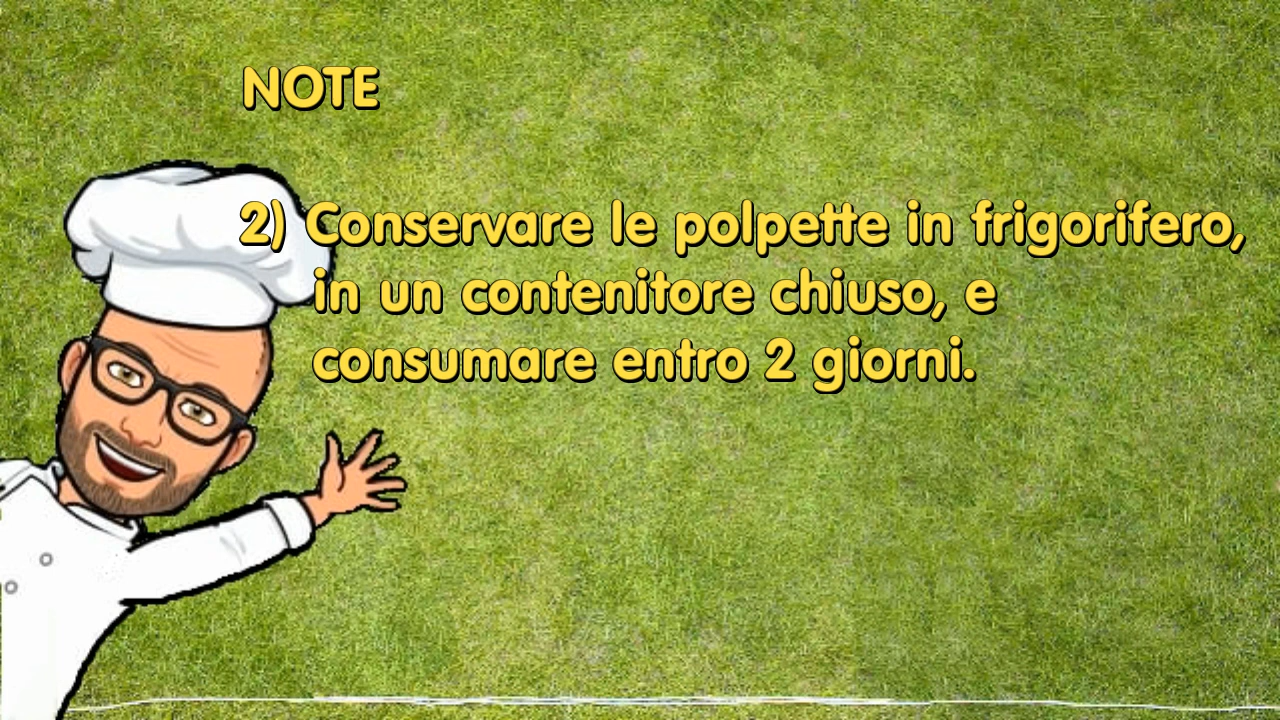 NOTE
2) Conservare le polpette in frigorifero,
in un contenitore chiuso, e
consumare entro 2 giorni.